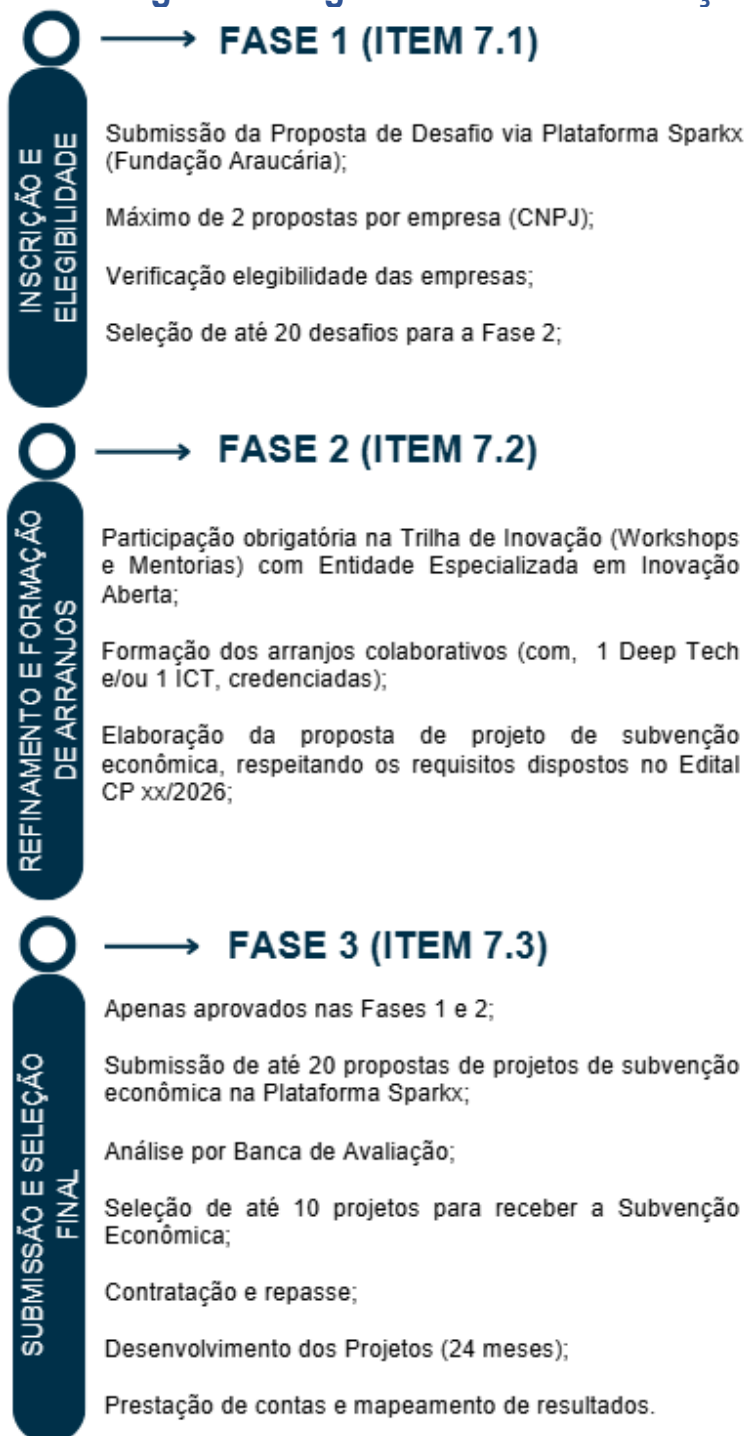 FASE 1 (ITEM 7.1)
INSCRIÇÃO E
ELEGIBILIDADE
Submissão da Proposta de Desafio via Plataforma Sparkx
(Fundação Araucária);
Máximo de 2 propostas por empresa (CNPJ);
Verificação elegibilidade das empresas;
Seleção de até 20 desafios para a Fase 2;
FASE 2 (ITEM 7.2)
REFINAMENTO E FORMAÇÃO
DE ARRANJOS
Participação obrigatória na Trilha de Inovação (Workshops
e Mentorias) com Entidade Especializada em Inovação
Aberta;
Formação dos arranjos colaborativos (com, 1 Deep Tech
e/ou 1 ICT, credenciadas);
Elaboração da proposta de projeto de subvenção
econômica, respeitando os requisitos dispostos no Edital
CP xx/2026;
FASE 3 (ITEM 7.3)
SUBMISSÃO E SELEÇÃO
FINAL
Apenas aprovados nas Fases 1 e 2;
Submissão de até 20 propostas de projetos de subvenção
econômica na Plataforma Sparkx;
Análise por Banca de Avaliação;
Seleção de até 10 projetos para receber a Subvenção
Econômica;
Contratação e repasse;
Desenvolvimento dos Projetos (24 meses);
Prestação de contas e mapeamento de resultados.